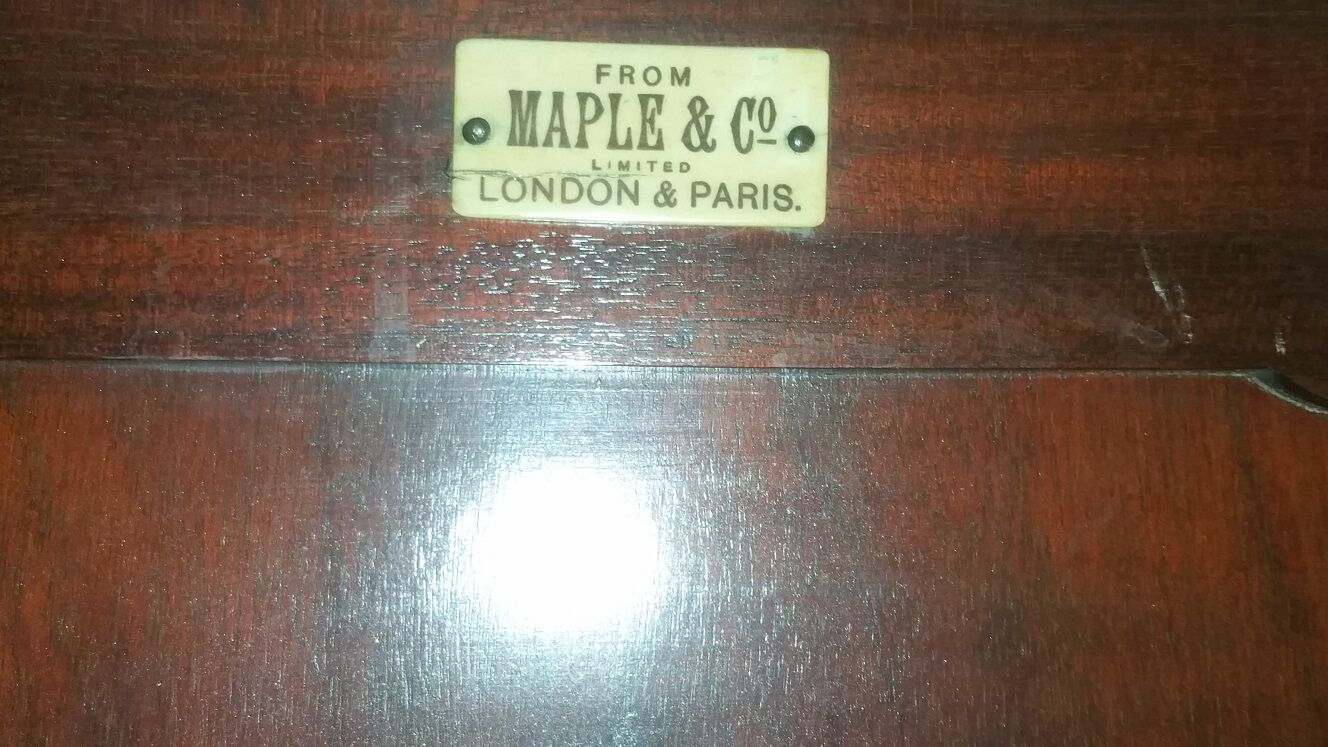 FROM
MAPLE & Cº
LIMITED
LONDON & PARIS.